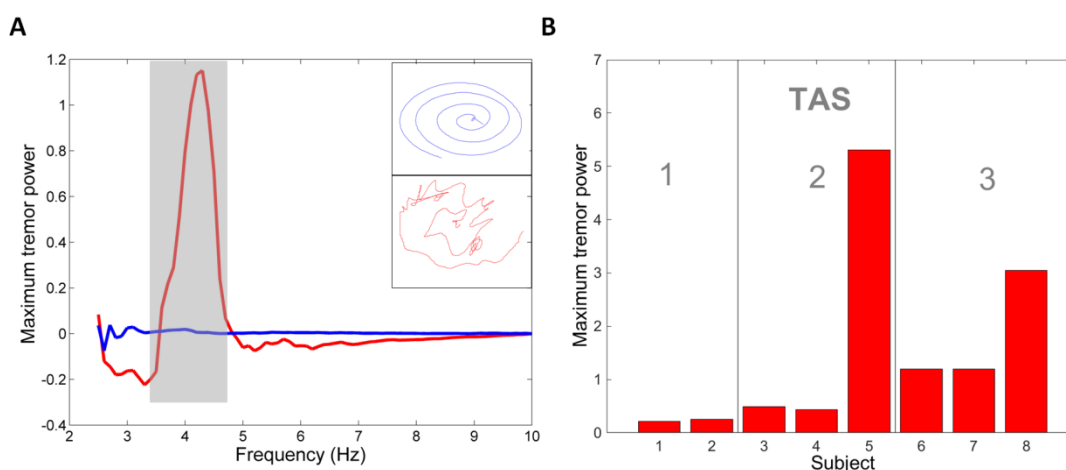 A
B
Maximum tremor power
1.2
1
0.8
0.6
0.4
0.2
0
-0.2
-0.4
2 3 4 5 6 7 8 9 10
Frequency (Hz)
Maximum tremor power
7
6
5
4
3
2
1
0
TAS
1 2 3
1 2 3 4 5 6 7 8
Subject